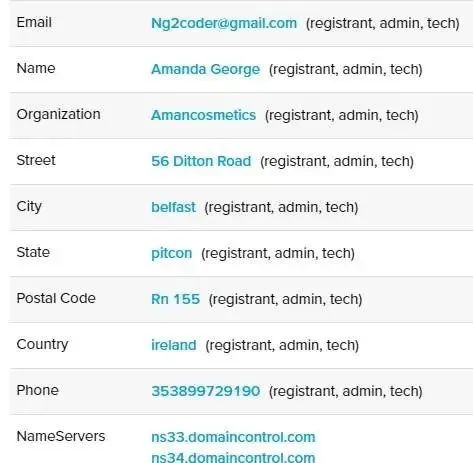 Email Ng2coder@gmail.com (registrant, admin, tech)
Name Amanda George (registrant, admin, tech)
Organization Amancosmetics (registrant, admin, tech)
Street 56 Ditton Road (registrant, admin, tech)
City belfast (registrant, admin, tech)
State pitcon (registrant, admin, tech)
Postal Code Rn 155 (registrant, admin, tech)
Country ireland (registrant, admin, tech)
Phone 353899729190 (registrant, admin, tech)
NameServers ns33.domaincontrol.com
ns34.domaincontrol.com